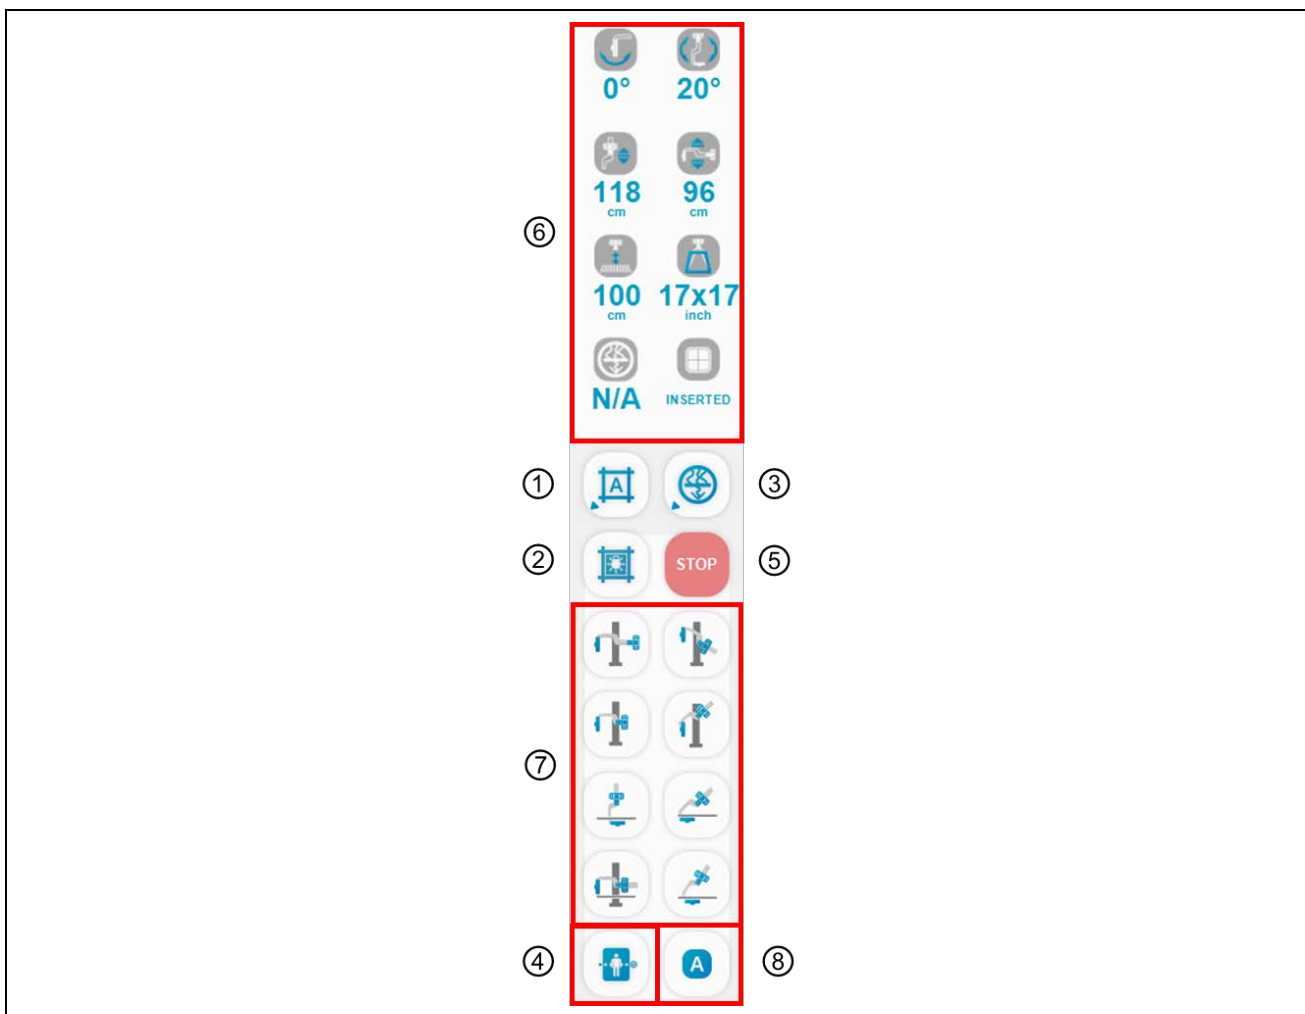 0° 20°
118 96
cm cm
⑥
100 17x17
cm inch
N/A INSERTED
① A ③
② STOP ⑤
⑦
④ A ⑧